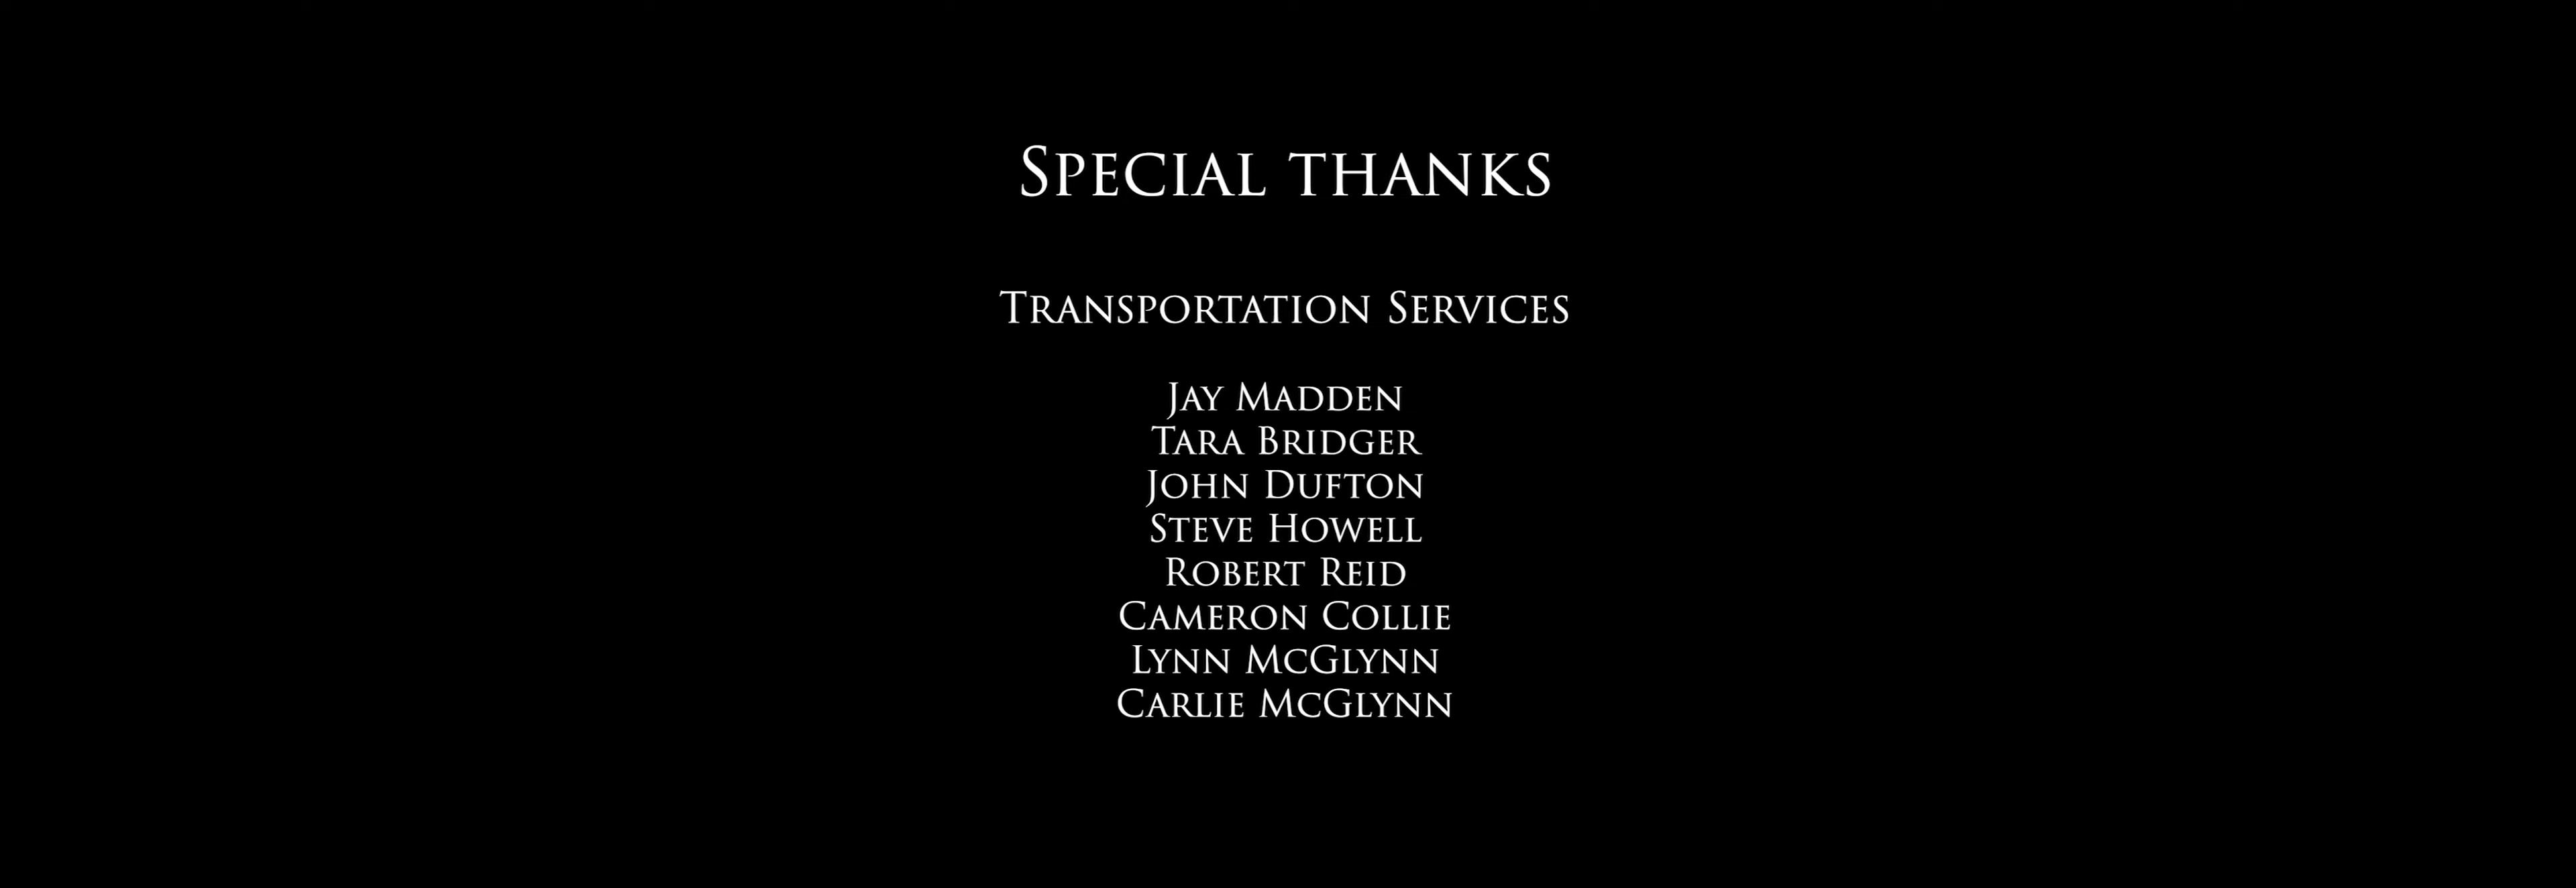 Special thanks
Transportation Services
Jay Madden
Tara Bridger
John Dufton
Steve Howell
Robert Reid
Cameron Collie
Lynn McGlynn
Carlie McGlynn